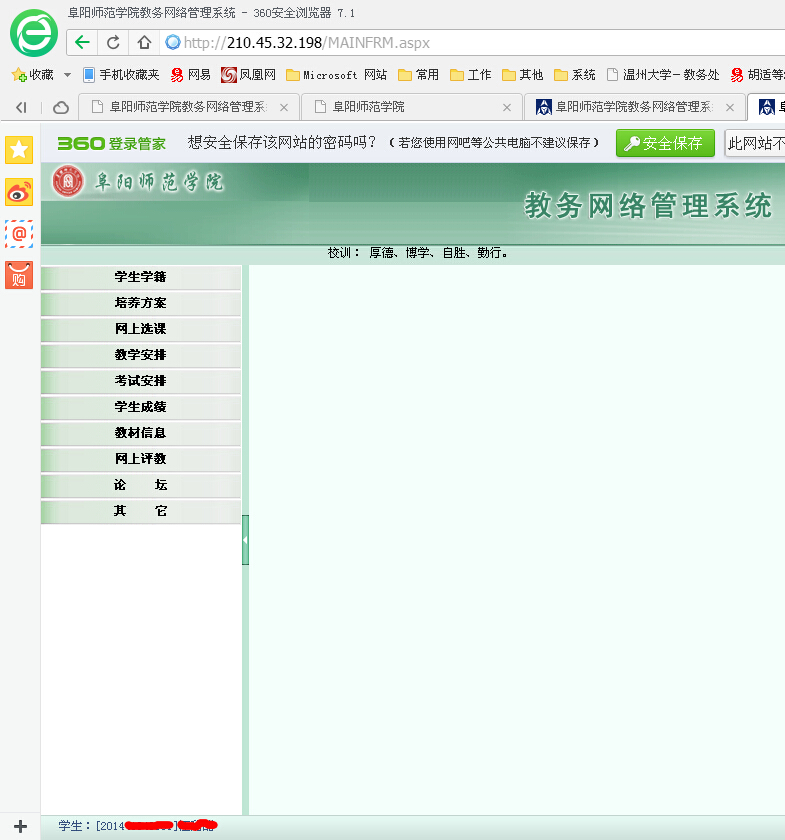 阜阳师范学院教务网络管理系统 - 360安全浏览器 7.1
http://210.45.32.198/MAINFRM.aspx
收藏 手机收藏夹 网易 凤凰网 Microsoft 网站 常用 工作 其他 系统 温州大学－教务处 胡适等
阜阳师范学院教务网络管理系 阜阳师范学院 阜阳师范学院教务网络管理系 阜
360登录管家 想安全保存该网站的密码吗？（若您使用网吧等公共电脑不建议保存） 安全保存 此网站不
阜阳师范学院
教务网络管理系统
校训： 厚德、博学、自胜、勤行。
@
购
学生学籍
培养方案
网上选课
教学安排
考试安排
学生成绩
教材信息
网上评教
论 坛
其 它
学生：[2014